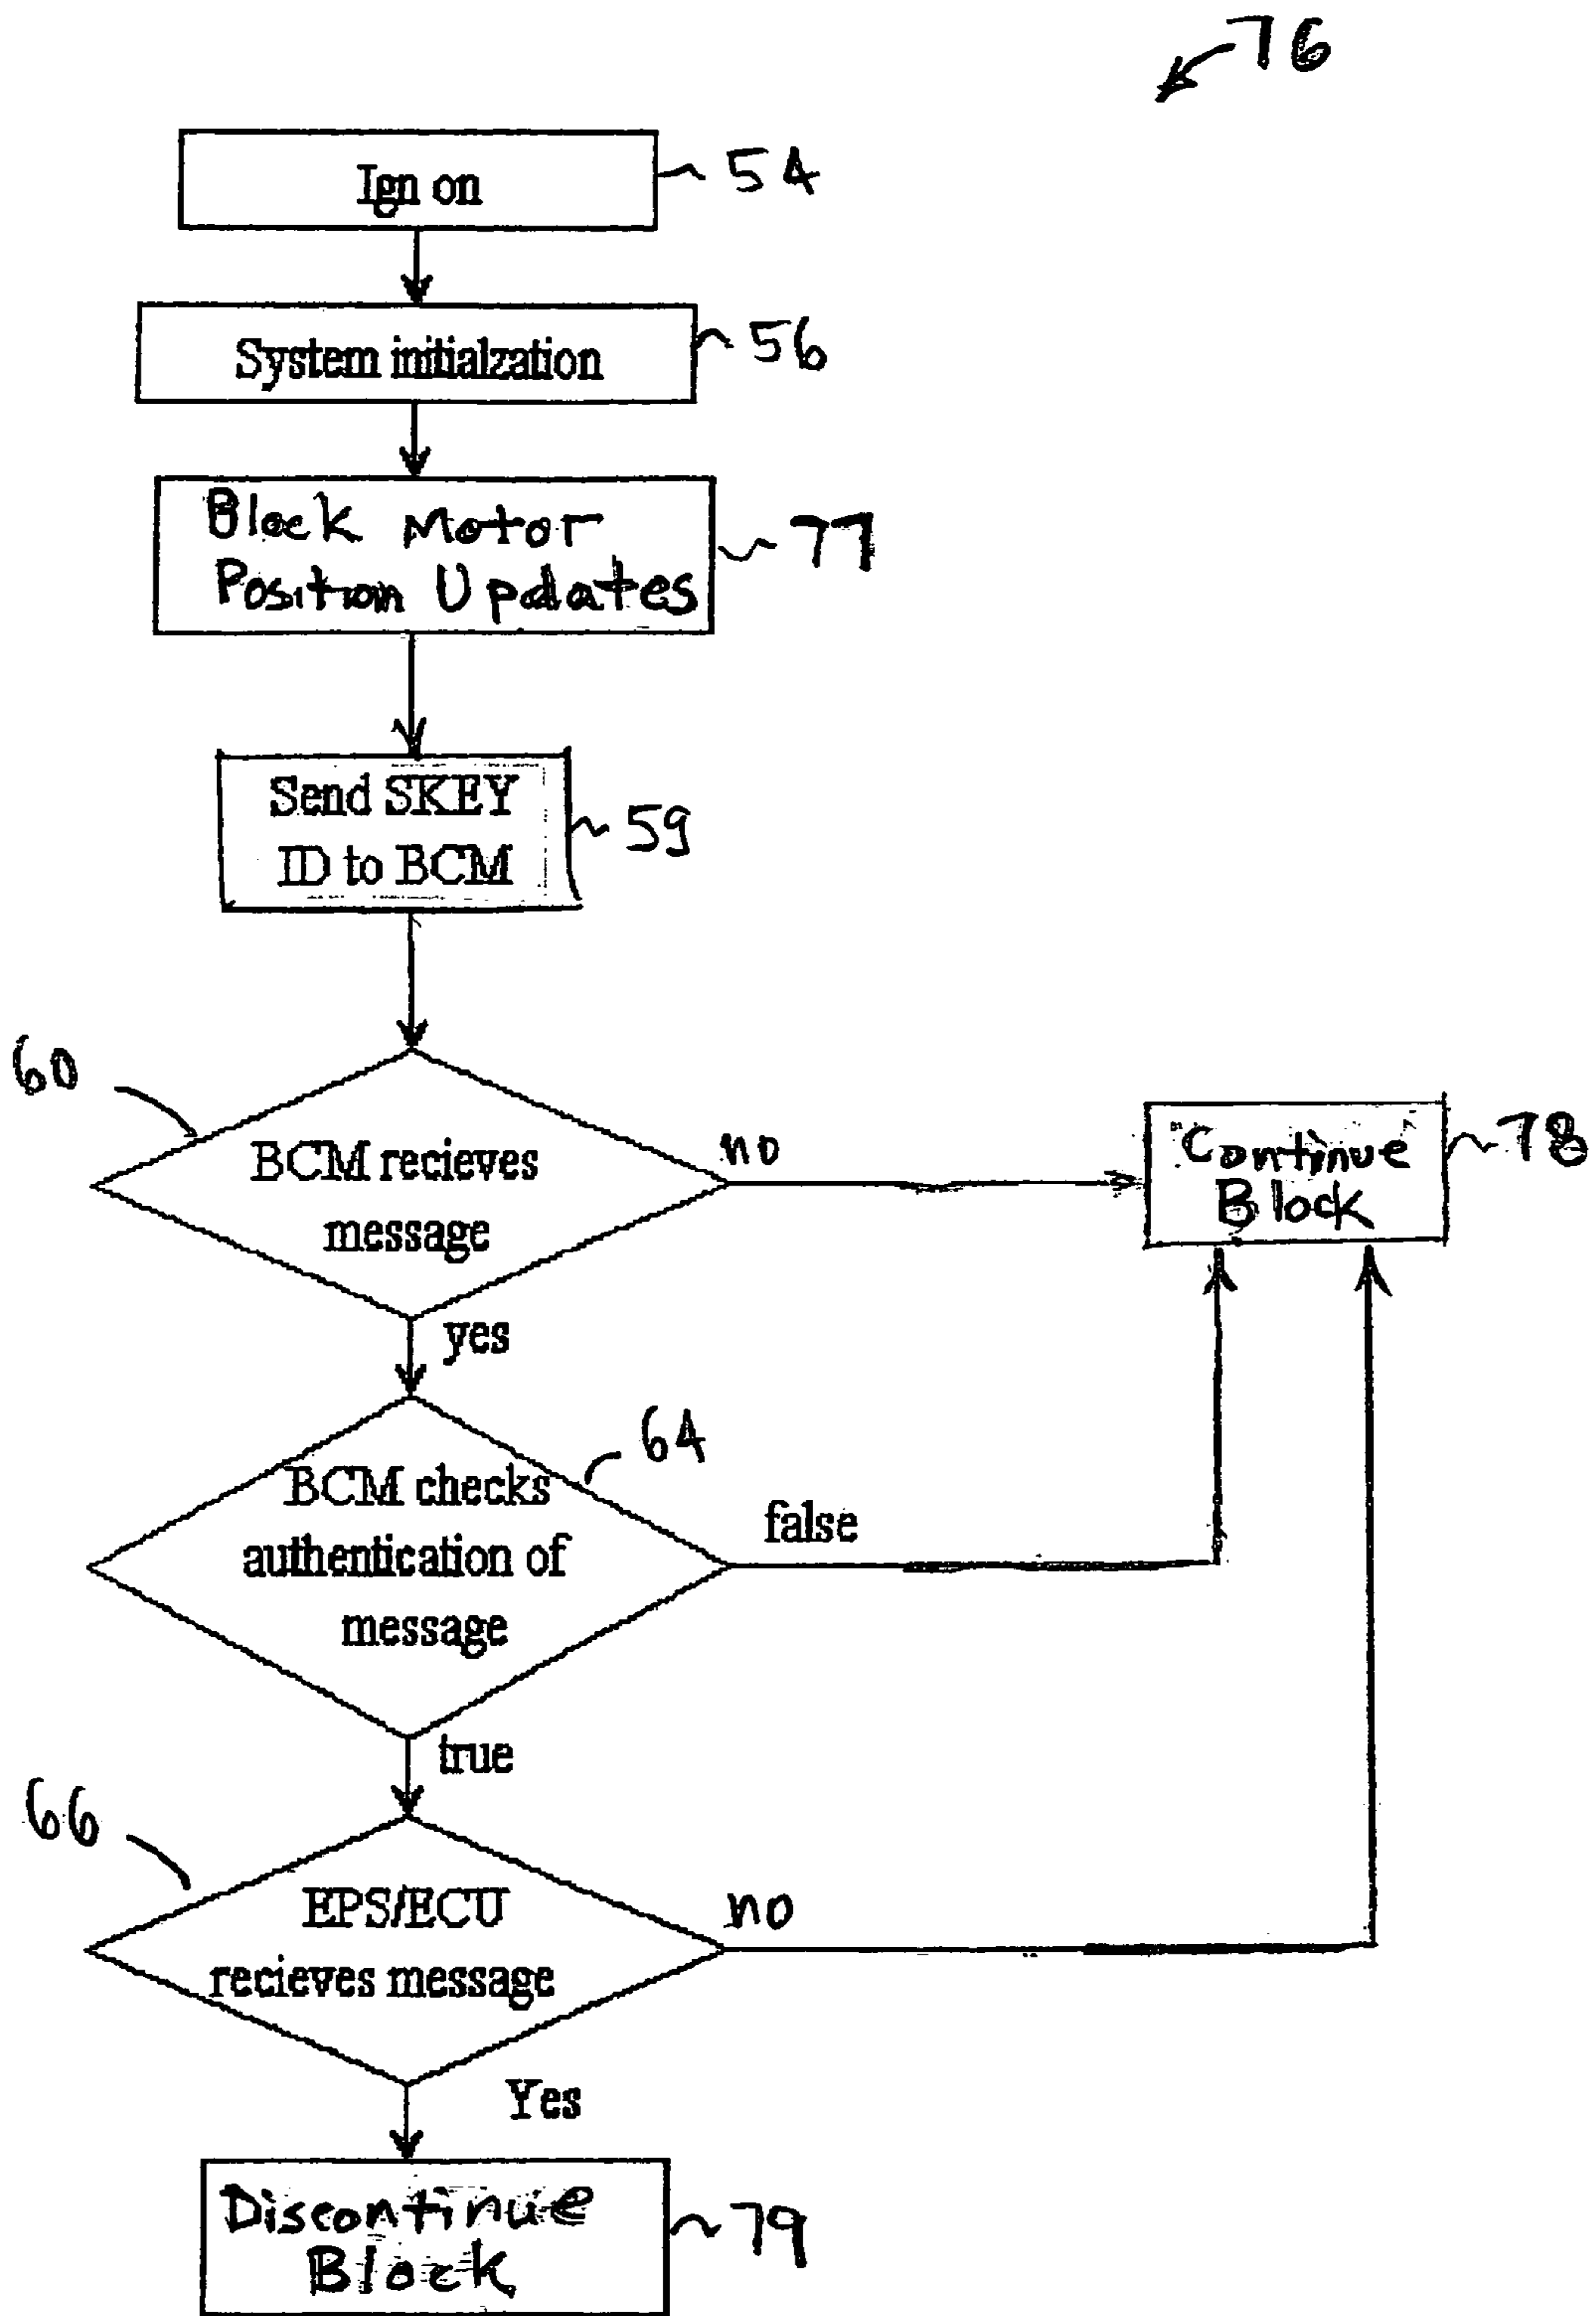 76
Ign on
54
System initialzation
56
Block Motor
Position Updates
77
Send SKEY
ID to BCM
59
60
BCM recieves
message
no
Continue
Block
78
yes
64
BCM checks
authentication of
message
false
true
66
EPS/ECU
recieves message
no
Yes
Discontinue
Block
79